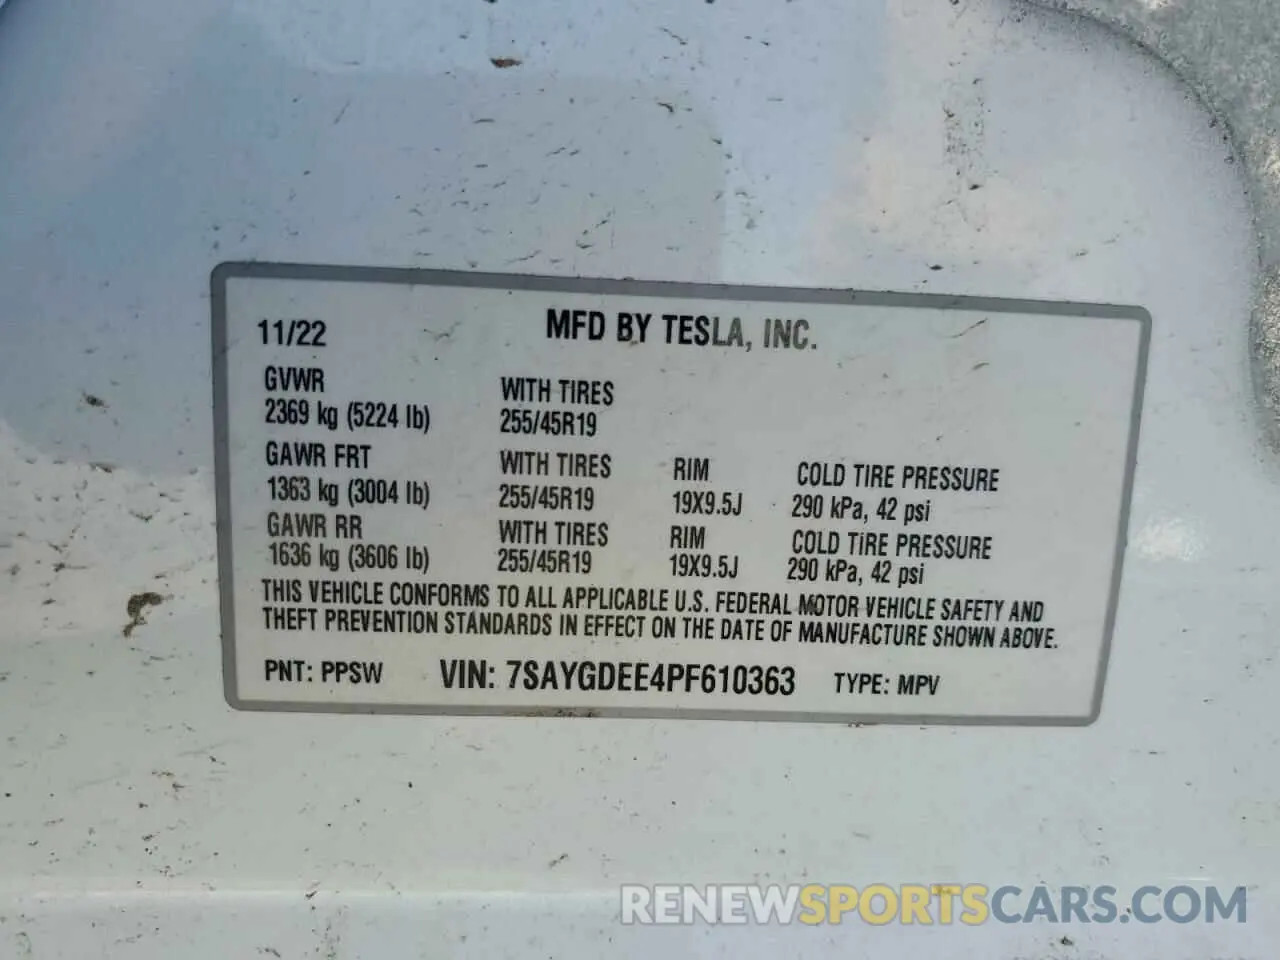 11/22 MFD BY TESLA, INC.
GVWR WITH TIRES
2369 kg (5224 lb) 255/45R19
GAWR FRT WITH TIRES RIM COLD TIRE PRESSURE
1363 kg (3004 lb) 255/45R19 19X9.5J 290 kPa, 42 psi
GAWR RR WITH TIRES RIM COLD TIRE PRESSURE
1636 kg (3606 lb) 255/45R19 19X9.5J 290 kPa, 42 psi
THIS VEHICLE CONFORMS TO ALL APPLICABLE U.S. FEDERAL MOTOR VEHICLE SAFETY AND
THEFT PREVENTION STANDARDS IN EFFECT ON THE DATE OF MANUFACTURE SHOWN ABOVE.
PNT: PPSW VIN: 7SAYGDEE4PF610363 TYPE: MPV
RENEWSPORTSCARS.COM